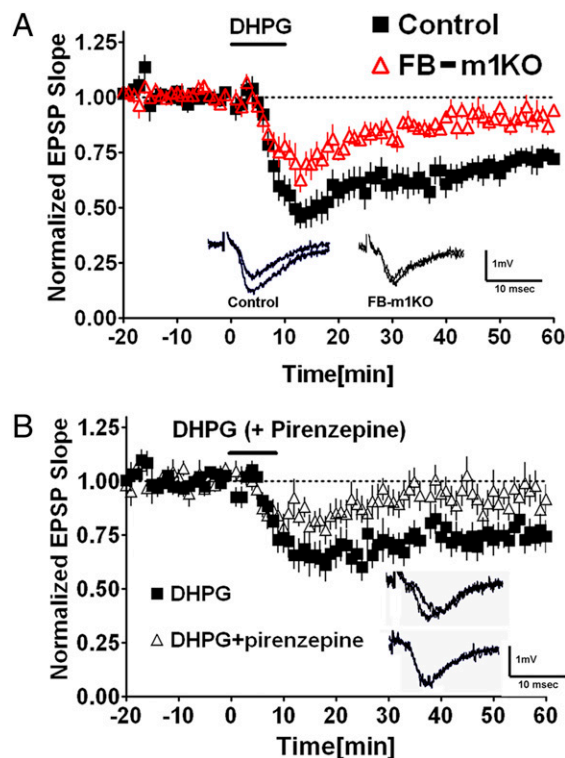 A
DHPG
Control
FB-m1KO
Normalized EPSP Slope
1.25
1.00
0.75
0.50
0.25
0.00
Control
FB-m1KO
1mV
10 msec
-20 -10 0 10 20 30 40 50 60
Time[min]
B
DHPG (+ Pirenzepine)
Normalized EPSP Slope
1.25
1.00
0.75
0.50
0.25
0.00
DHPG
DHPG+pirenzepine
1mV
10 msec
-20 -10 0 10 20 30 40 50 60
Time[min]